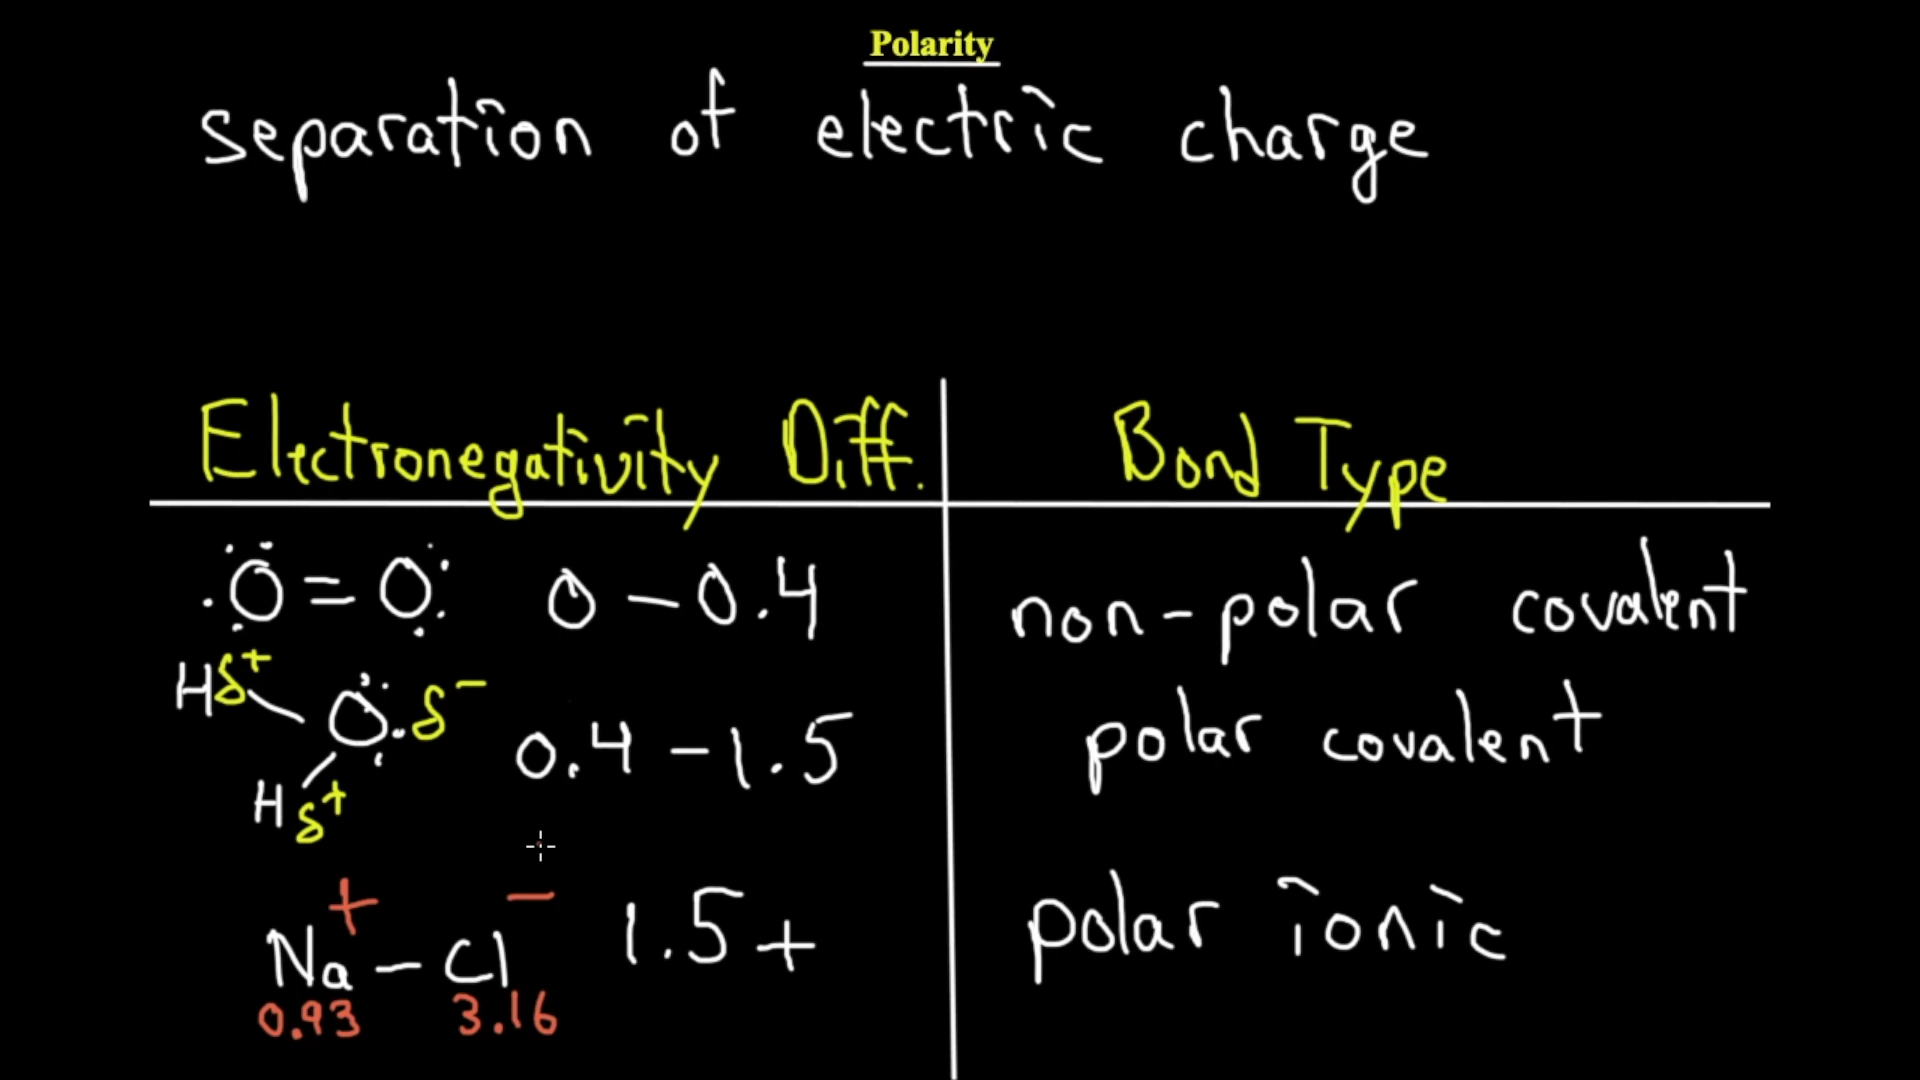 Polarity
separation of electric charge
Electronegativity Diff. Bond Type
O=O 0-0.4 non-polar covalent
Hδ+ O δ-
0.4-1.5 polar covalent
Hδ+
+ -
Na-Cl 1.5+ polar ionic
0.93 3.16